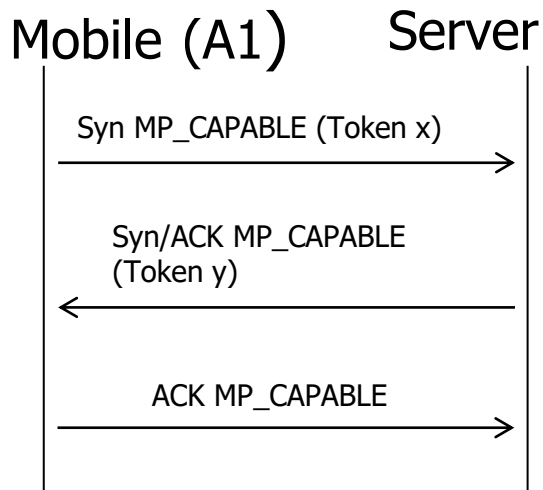 Mobile (A1) Server
Syn MP_CAPABLE (Token x)
Syn/ACK MP_CAPABLE
(Token y)
ACK MP_CAPABLE